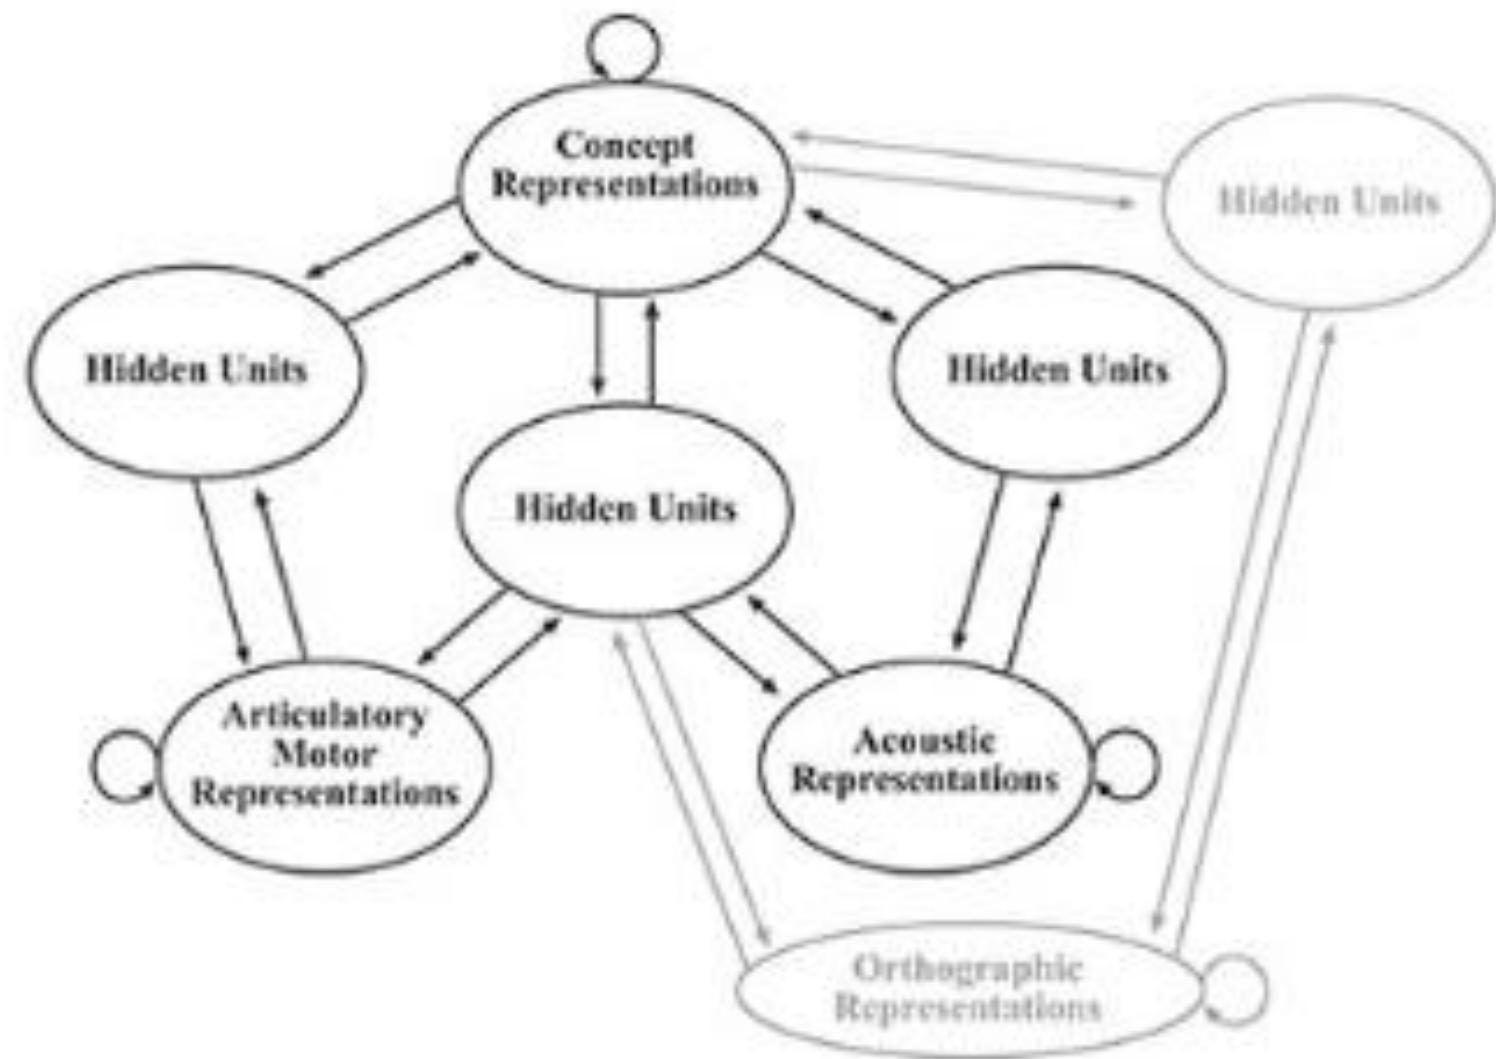 Concept
Representations
Hidden Units
Hidden Units
Hidden Units
Hidden Units
Articulatory
Motor
Representations
Acoustic
Representations
Orthographic
Representations